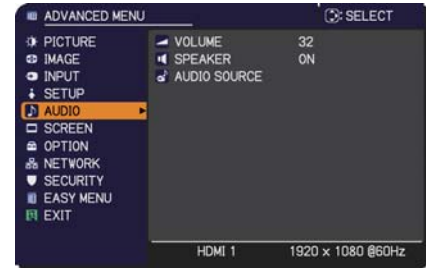 ADVANCED MENU : SELECT
PICTURE VOLUME 32
IMAGE SPEAKER ON
INPUT AUDIO SOURCE
SETUP
AUDIO
SCREEN
OPTION
NETWORK
SECURITY
EASY MENU
EXIT
HDMI 1 1920 x 1080 @60Hz